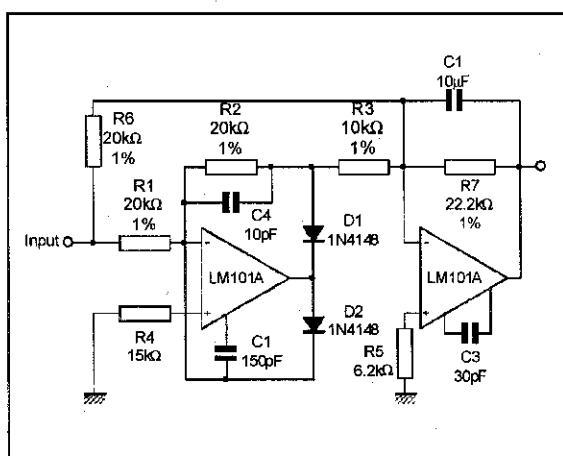 C1
10µF
R2
20kΩ
1%
R3
10kΩ
1%
R6
20kΩ
1%
R1
20kΩ
1%
R7
22.2kΩ
1%
C4
10pF
D1
1N4148
Input
-
LM101A
+
-
LM101A
+
D2
1N4148
R4
15kΩ
C1
150pF
R5
6.2kΩ
C3
30pF